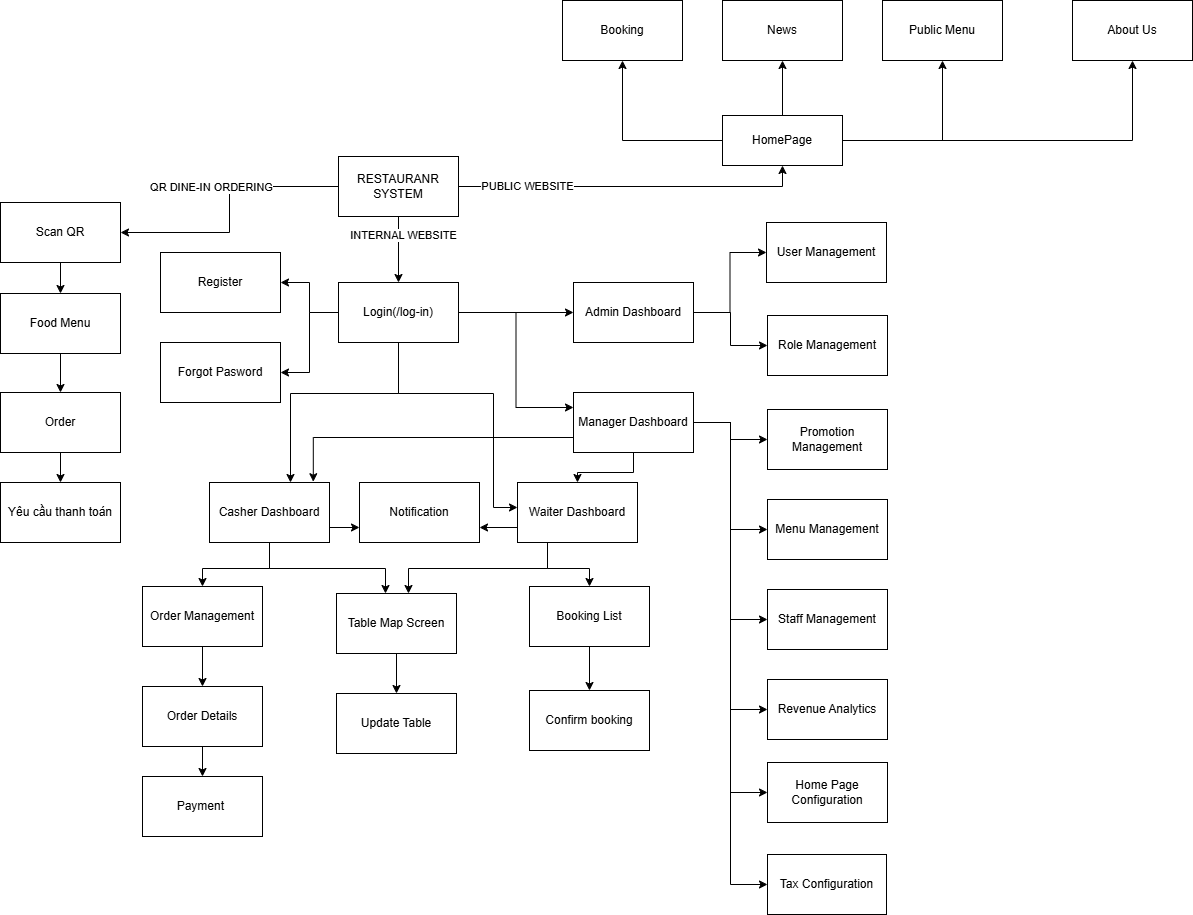 Booking
News
Public Menu
About Us
HomePage
RESTAURANR
SYSTEM
QR DINE-IN ORDERING
PUBLIC WEBSITE
INTERNAL WEBSITE
Scan QR
Register
Login(/log-in)
Admin Dashboard
User Management
Food Menu
Forgot Pasword
Role Management
Order
Manager Dashboard
Promotion
Management
Yêu cầu thanh toán
Casher Dashboard
Notification
Waiter Dashboard
Menu Management
Order Management
Table Map Screen
Booking List
Staff Management
Order Details
Update Table
Confirm booking
Revenue Analytics
Payment
Home Page
Configuration
Tax Configuration